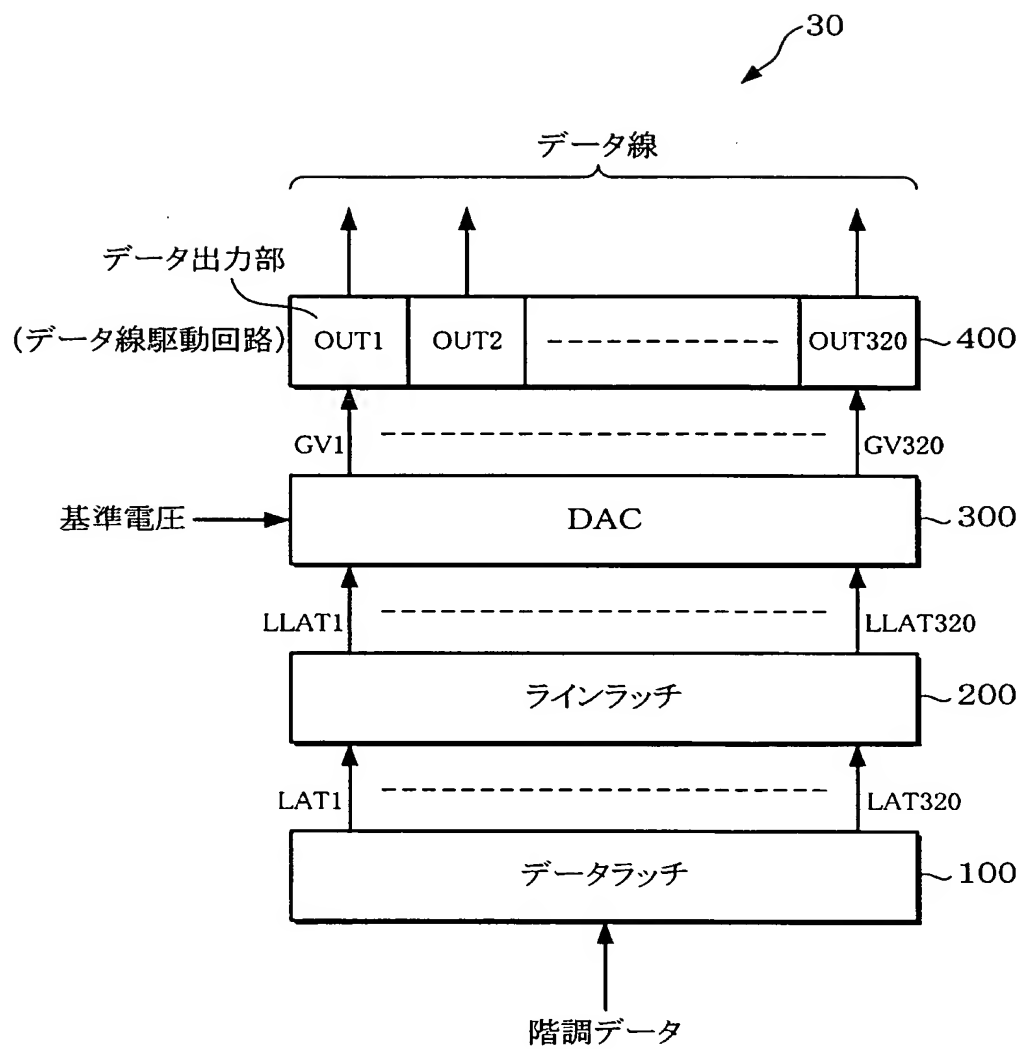 30
データ線
データ出力部
(データ線駆動回路)
OUT1
OUT2
OUT320
400
GV1
GV320
基準電圧
DAC
300
LLAT1
LLAT320
ラインラッチ
200
LAT1
LAT320
データラッチ
100
階調データ